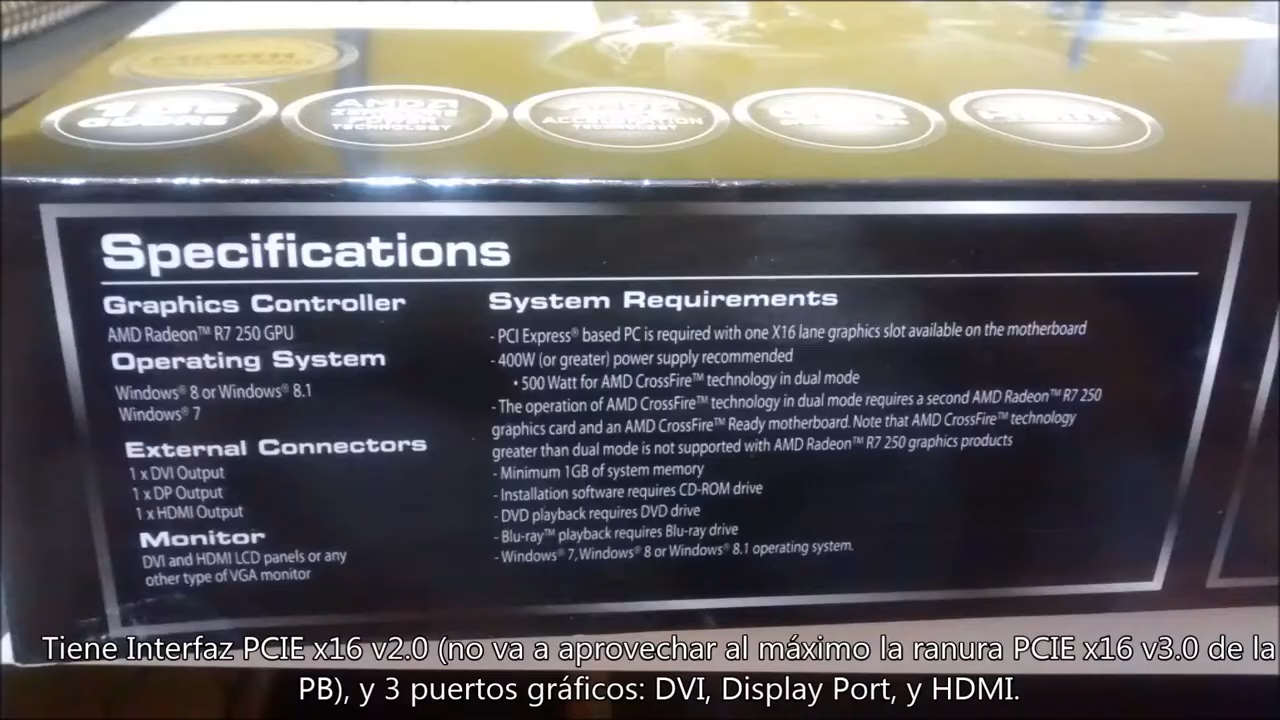 AMD
TECHNOLOGY
ACCELERATION
TECHNOLOGY
Specifications
Graphics Controller
AMD Radeon™ R7 250 GPU
Operating System
Windows® 8 or Windows® 8.1
Windows® 7
External Connectors
1 x DVI Output
1 x DP Output
1 x HDMI Output
Monitor
DVI and HDMI LCD panels or any
other type of VGA monitor
System Requirements
- PCI Express® based PC is required with one X16 lane graphics slot available on the motherboard
- 400W (or greater) power supply recommended
• 500 Watt for AMD CrossFire™ technology in dual mode
- The operation of AMD CrossFire™ technology in dual mode requires a second AMD Radeon™ R7 250
graphics card and an AMD CrossFire™ Ready motherboard. Note that AMD CrossFire™ technology
greater than dual mode is not supported with AMD Radeon™ R7 250 graphics products
- Minimum 1GB of system memory
- Installation software requires CD-ROM drive
- DVD playback requires DVD drive
- Blu-ray™ playback requires Blu-ray drive
- Windows® 7, Windows® 8 or Windows® 8.1 operating system.
Tiene Interfaz PCIE x16 v2.0 (no va a aprovechar al máximo la ranura PCIE x16 v3.0 de la
PB), y 3 puertos gráficos: DVI, Display Port, y HDMI.